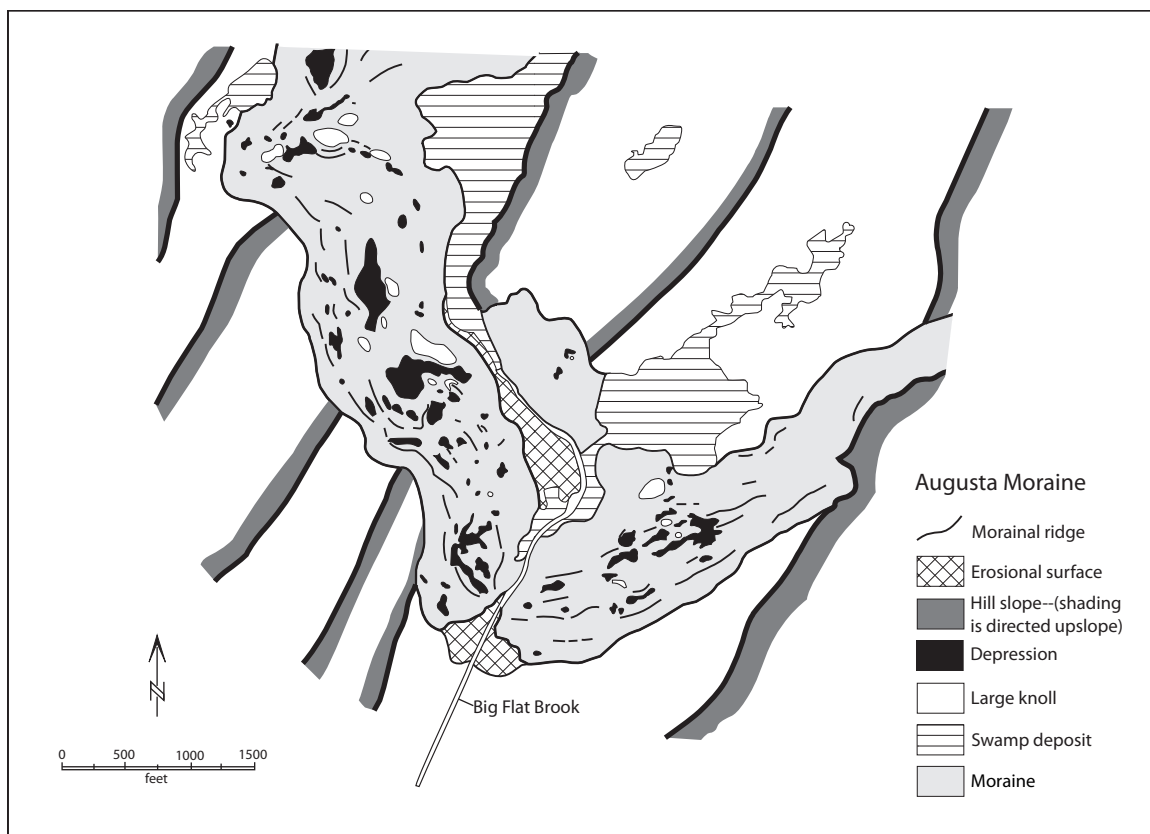 Augusta Moraine
Morainal ridge
Erosional surface
Hill slope--(shading
is directed upslope)
Depression
Large knoll
Swamp deposit
Moraine
N
Big Flat Brook
0 500 1000 1500
feet